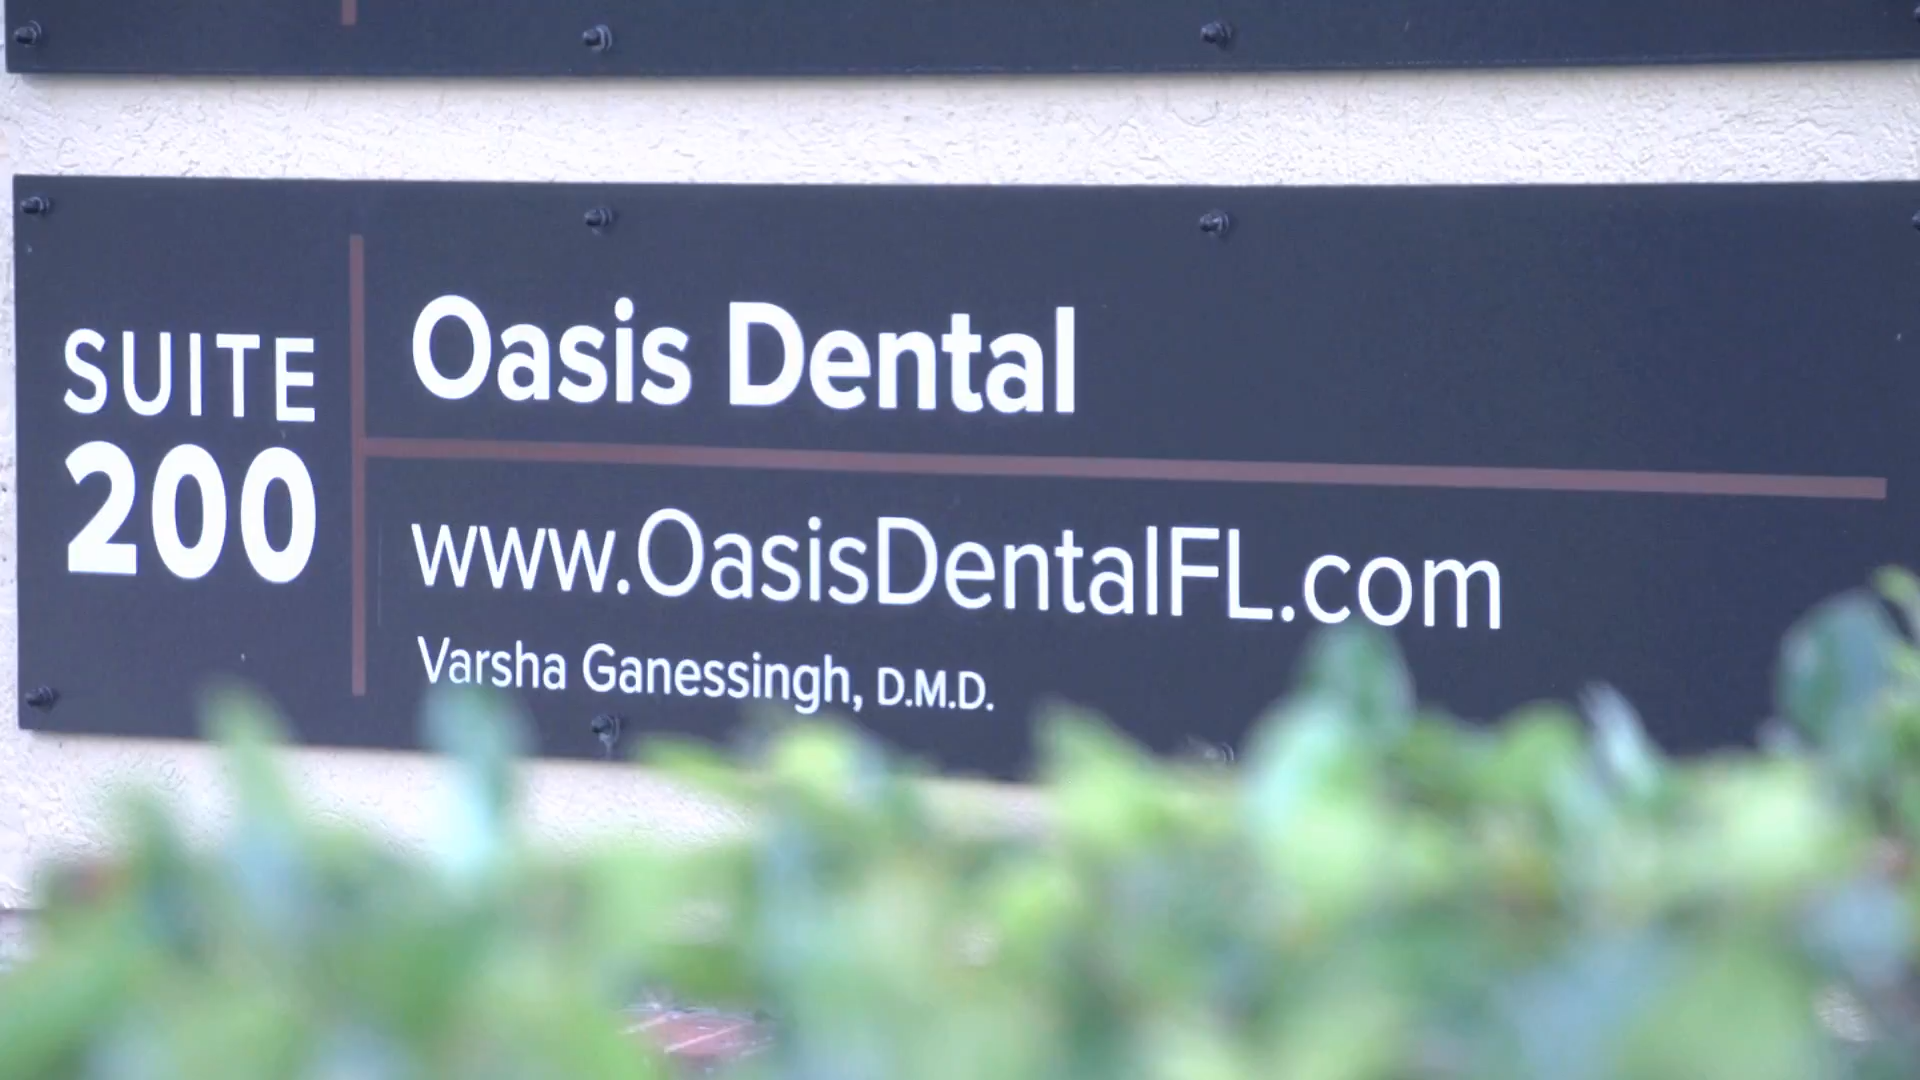 SUITE
200
Oasis Dental
www.OasisDentalFL.com
Varsha Ganessingh, D.M.D.